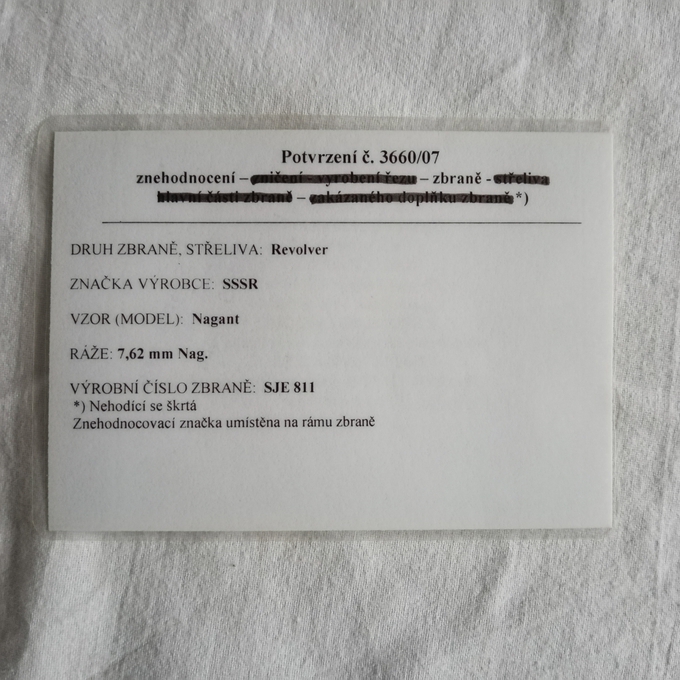 Potvrzení č. 3660/07
znehodnocení – zničení - vyrobení řezu – zbraně - střeliva
hlavní části zbraně – zakázaného doplňku zbraně *)
DRUH ZBRANĚ, STŘELIVA: Revolver
ZNAČKA VÝROBCE: SSSR
VZOR (MODEL): Nagant
RÁŽE: 7,62 mm Nag.
VÝROBNÍ ČÍSLO ZBRANĚ: SJE 811
*) Nehodící se škrtá
Znehodnocovací značka umístěna na rámu zbraně